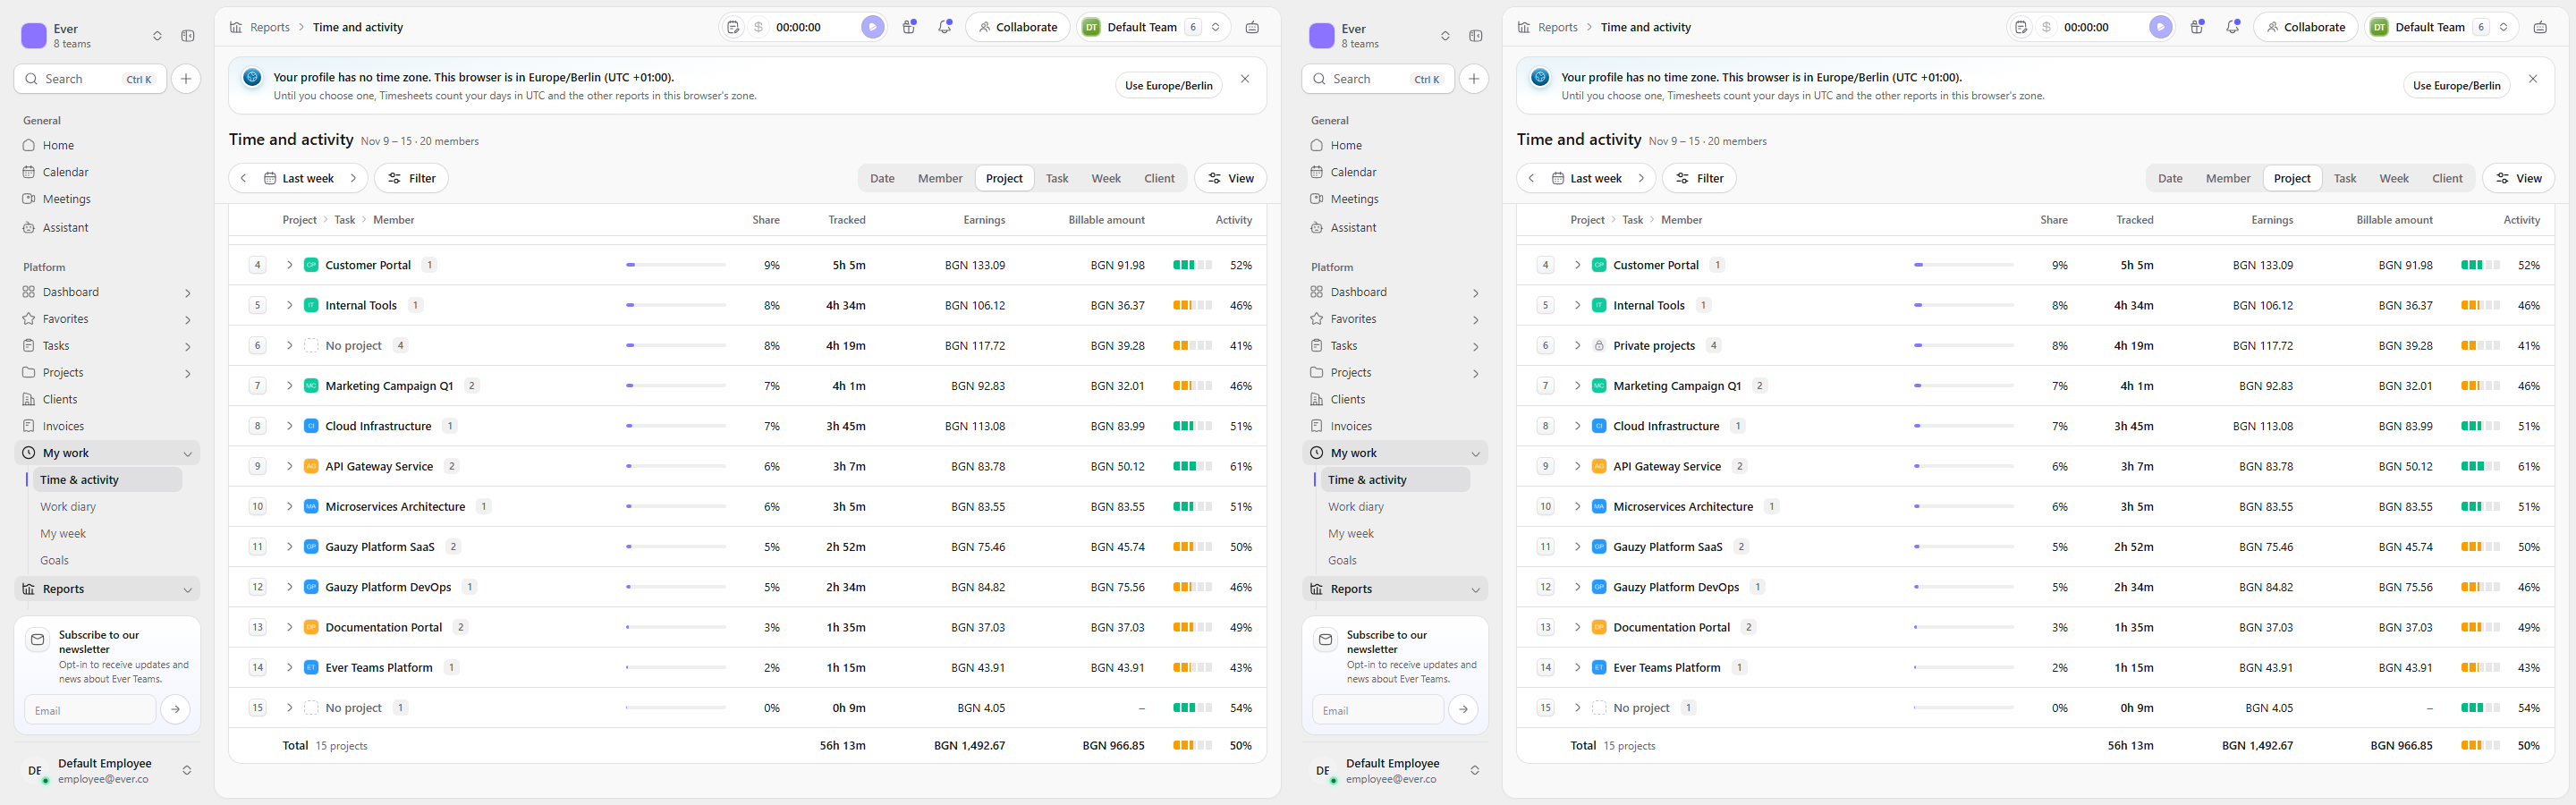 Ever
8 teams
Search Ctrl K
General
Home
Calendar
Meetings
Assistant
Platform
Dashboard
Favorites
Tasks
Projects
Clients
Invoices
My work
Time & activity
Work diary
My week
Goals
Reports
Subscribe to our
newsletter
Opt-in to receive updates and
news about Ever Teams.
Email
DE Default Employee
employee@ever.co
Reports Time and activity 00:00:00 Collaborate DT Default Team 6
Your profile has no time zone. This browser is in Europe/Berlin (UTC +01:00).
Until you choose one, Timesheets count your days in UTC and the other reports in this browser's zone.
Use Europe/Berlin
Time and activity Nov 9 – 15 · 20 members
Last week Filter Date Member Project Task Week Client View
Project Task Member Share Tracked Earnings Billable amount Activity
4 CP Customer Portal 1 9% 5h 5m BGN 133.09 BGN 91.98 52%
5 IT Internal Tools 1 8% 4h 34m BGN 106.12 BGN 36.37 46%
6 No project 4 8% 4h 19m BGN 117.72 BGN 39.28 41%
7 MC Marketing Campaign Q1 2 7% 4h 1m BGN 92.83 BGN 32.01 46%
8 CI Cloud Infrastructure 1 7% 3h 45m BGN 113.08 BGN 83.99 51%
9 AG API Gateway Service 2 6% 3h 7m BGN 83.78 BGN 50.12 61%
10 MA Microservices Architecture 1 6% 3h 5m BGN 83.55 BGN 83.55 51%
11 GP Gauzy Platform SaaS 2 5% 2h 52m BGN 75.46 BGN 45.74 50%
12 GP Gauzy Platform DevOps 1 5% 2h 34m BGN 84.82 BGN 75.56 46%
13 DP Documentation Portal 2 3% 1h 35m BGN 37.03 BGN 37.03 49%
14 ET Ever Teams Platform 1 2% 1h 15m BGN 43.91 BGN 43.91 43%
15 No project 1 0% 0h 9m BGN 4.05 – 54%
Total 15 projects 56h 13m BGN 1,492.67 BGN 966.85 50%
Ever
8 teams
Search Ctrl K
General
Home
Calendar
Meetings
Assistant
Platform
Dashboard
Favorites
Tasks
Projects
Clients
Invoices
My work
Time & activity
Work diary
My week
Goals
Reports
Subscribe to our
newsletter
Opt-in to receive updates and
news about Ever Teams.
Email
DE Default Employee
employee@ever.co
Reports Time and activity 00:00:00 Collaborate DT Default Team 6
Your profile has no time zone. This browser is in Europe/Berlin (UTC +01:00).
Until you choose one, Timesheets count your days in UTC and the other reports in this browser's zone.
Use Europe/Berlin
Time and activity Nov 9 – 15 · 20 members
Last week Filter Date Member Project Task Week Client View
Project Task Member Share Tracked Earnings Billable amount Activity
4 CP Customer Portal 1 9% 5h 5m BGN 133.09 BGN 91.98 52%
5 IT Internal Tools 1 8% 4h 34m BGN 106.12 BGN 36.37 46%
6 Private projects 4 8% 4h 19m BGN 117.72 BGN 39.28 41%
7 MC Marketing Campaign Q1 2 7% 4h 1m BGN 92.83 BGN 32.01 46%
8 CI Cloud Infrastructure 1 7% 3h 45m BGN 113.08 BGN 83.99 51%
9 AG API Gateway Service 2 6% 3h 7m BGN 83.78 BGN 50.12 61%
10 MA Microservices Architecture 1 6% 3h 5m BGN 83.55 BGN 83.55 51%
11 GP Gauzy Platform SaaS 2 5% 2h 52m BGN 75.46 BGN 45.74 50%
12 GP Gauzy Platform DevOps 1 5% 2h 34m BGN 84.82 BGN 75.56 46%
13 DP Documentation Portal 2 3% 1h 35m BGN 37.03 BGN 37.03 49%
14 ET Ever Teams Platform 1 2% 1h 15m BGN 43.91 BGN 43.91 43%
15 No project 1 0% 0h 9m BGN 4.05 – 54%
Total 15 projects 56h 13m BGN 1,492.67 BGN 966.85 50%